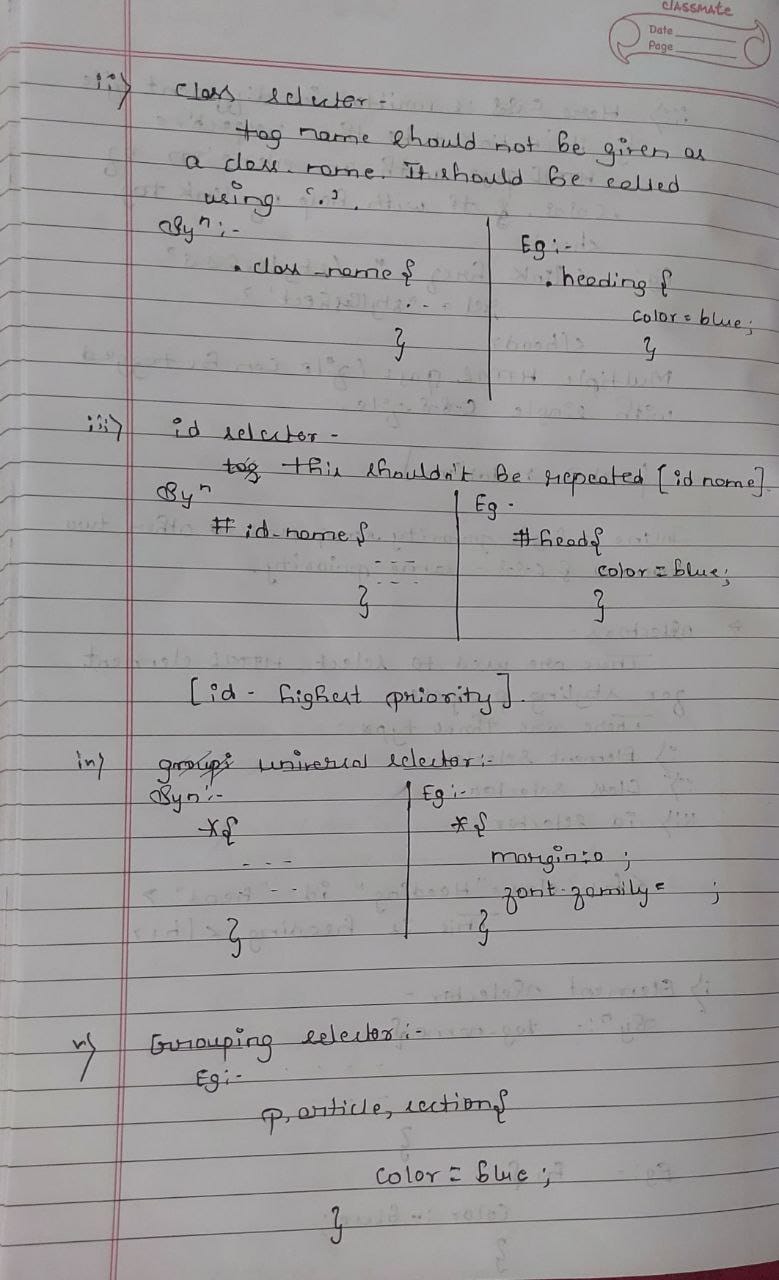 classmate
Date
Page
ii) class selector -
tag name should not be given as
a class name. It should be called
using '.'.
Synⁿ :-
. class-name {
...
}
Eg :-
. heading {
color = blue;
}
iii) id selector -
tag this shouldn't be repeated [id name]
Synⁿ
# id-name {
---
---
}
Eg -
#head {
color = blue;
}
[id - highest priority].
iv) groups universal selector :-
Syn :-
*{
---
---
}
Eg :-
*{
margin = 0 ;
font-family = ;
}
v) Grouping selector :-
Eg :-
p, article, section {
color = blue ;
}